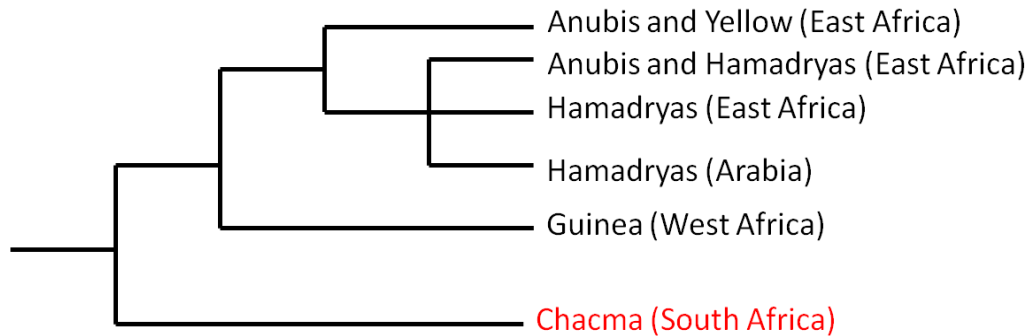 Anubis and Yellow (East Africa)
Anubis and Hamadryas (East Africa)
Hamadryas (East Africa)
Hamadryas (Arabia)
Guinea (West Africa)
Chacma (South Africa)